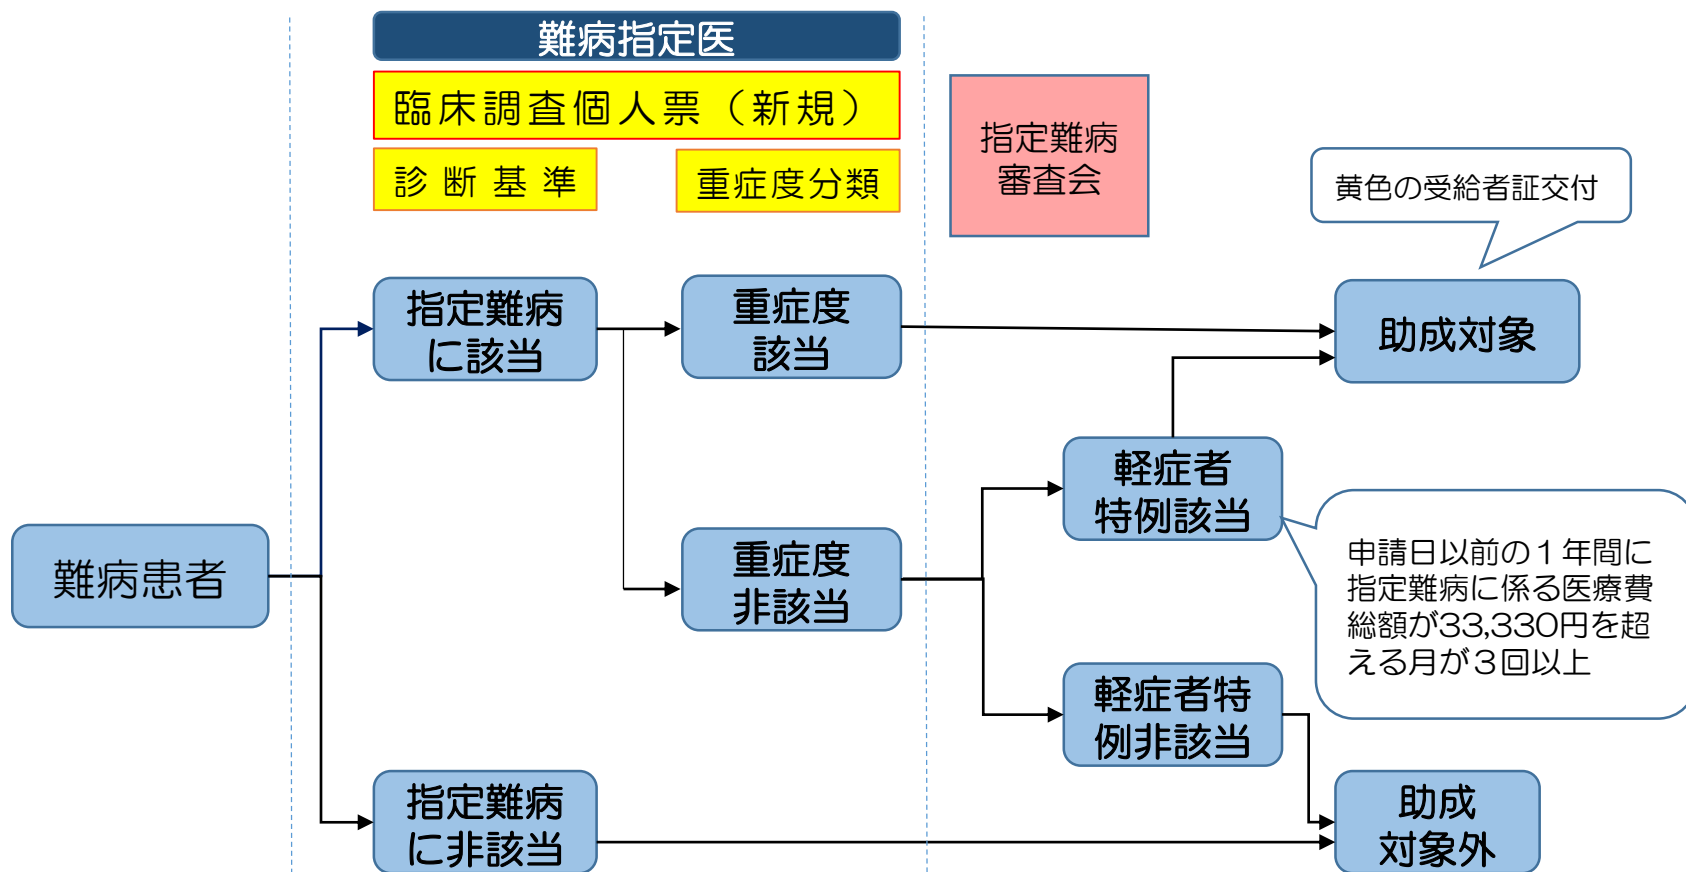 難病指定医
臨床調査個人票（新規）
診断基準
重症度分類
指定難病
審査会
黄色の受給者証交付
指定難病
に該当
重症度
該当
助成対象
軽症者
特例該当
難病患者
重症度
非該当
申請日以前の１年間に
指定難病に係る医療費
総額が33,330円を超
える月が３回以上
軽症者特
例非該当
指定難病
に非該当
助成
対象外